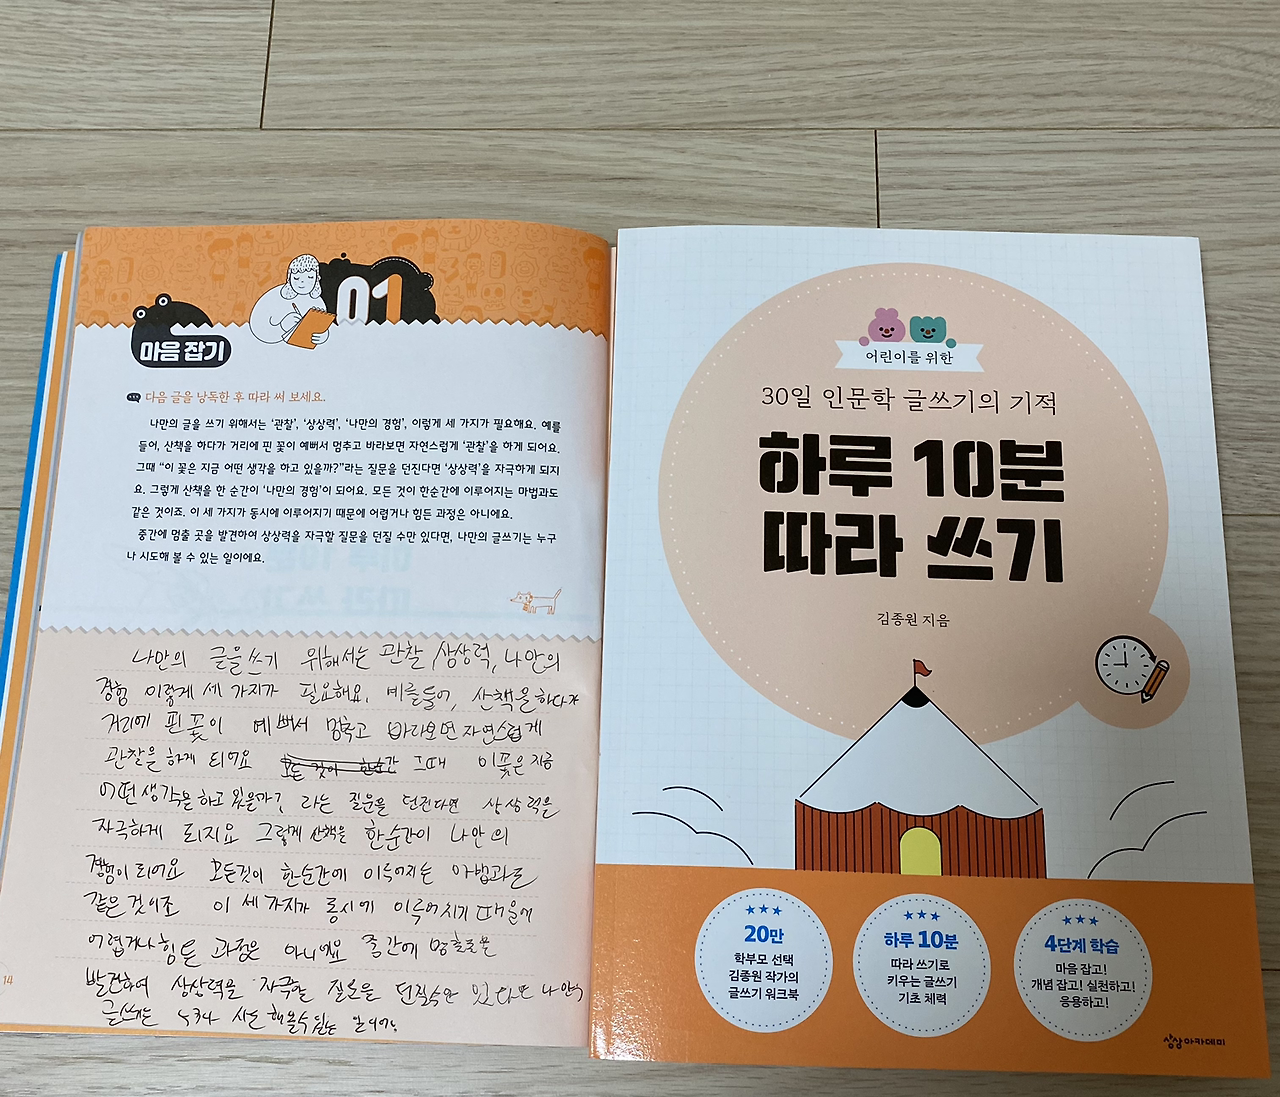 01
마음 잡기
다음 글을 낭독한 후 따라 써 보세요.
나만의 글을 쓰기 위해서는 '관찰', '상상력', '나만의 경험', 이렇게 세 가지가 필요해요. 예를
들어, 산책을 하다가 거리에 핀 꽃이 예뻐서 멈추고 바라보면 자연스럽게 '관찰'을 하게 되어요.
그때 "이 꽃은 지금 어떤 생각을 하고 있을까?"라는 질문을 던진다면 '상상력'을 자극하게 되지
요. 그렇게 산책을 한 순간이 '나만의 경험'이 되어요. 모든 것이 한순간에 이루어지는 마법과도
같은 것이죠. 이 세 가지가 동시에 이루어지기 때문에 어렵거나 힘든 과정은 아니에요.
중간에 멈출 곳을 발견하여 상상력을 자극할 질문을 던질 수만 있다면, 나만의 글쓰기는 누구
나 시도해 볼 수 있는 일이에요.
나만의 글을 쓰기 위해서는 관찰, 상상력, 나만의
경험 이렇게 세 가지가 필요해요. 예를들어, 산책을 하다가
거리에 핀 꽃이 예뻐서 멈추고 바라보면 자연스럽게
관찰을 하게 되어요 모든 것이 한순간 그때 이꽃은 지금
어떤 생각을 하고 있을까? 라는 질문을 던진다면 상상력을
자극하게 되지요 그렇게 산책을 한순간이 나만의
경험이 되어요 모든것이 한순간에 이루어지는 마법과도
같은 것이죠 이 세가지가 동시에 이루어지기 때문에
어렵거나 힘든 과정은 아니에요 중간에 멈출곳을
발견하여 상상력을 자극할 질문을 던질수만 있다면 나만의
글쓰기는 누구나 시도 해볼수 있는 일이에요
14
어린이를 위한
30일 인문학 글쓰기의 기적
하루 10분
따라 쓰기
김종원 지음
20만
학부모 선택
김종원 작가의
글쓰기 워크북
하루 10분
따라 쓰기로
키우는 글쓰기
기초 체력
4단계 학습
마음 잡고!
개념 잡고! 실천하고!
응용하고!
상상아카데미